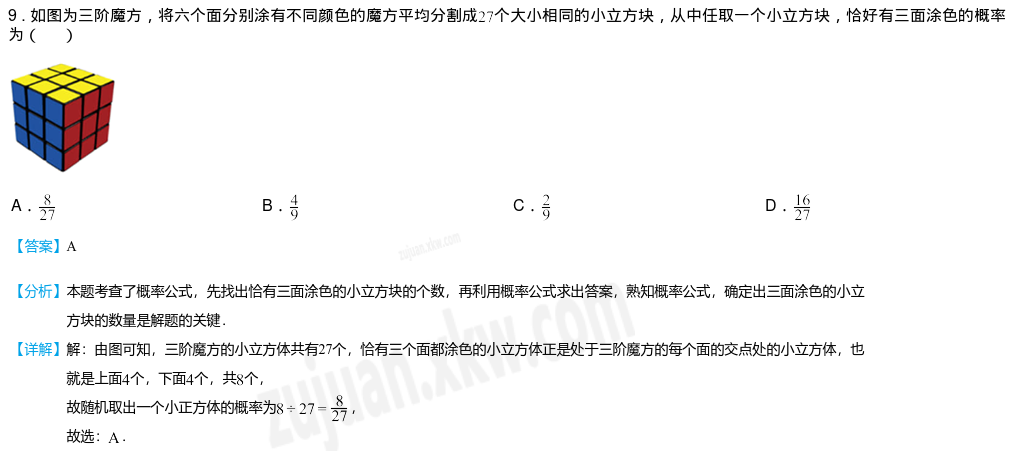 9．如图为三阶魔方，将六个面分别涂有不同颜色的魔方平均分割成27个大小相同的小立方块，从中任取一个小立方块，恰好有三面涂色的概率
为（　　）
A． 8/27　B． 4/9　C． 2/9　D． 16/27
【答案】A
zujuan.xkw.com
【分析】本题考查了概率公式，先找出恰有三面涂色的小立方块的个数，再利用概率公式求出答案，熟知概率公式，确定出三面涂色的小立
方块的数量是解题的关键．
【详解】解：由图可知，三阶魔方的小立方体共有27个，恰有三个面都涂色的小立方体正是处于三阶魔方的每个面的交点处的小立方体，也
就是上面4个，下面4个，共8个，
zujuan.xkw.com
故随机取出一个小正方体的概率为8÷27=8/27，
故选：A．